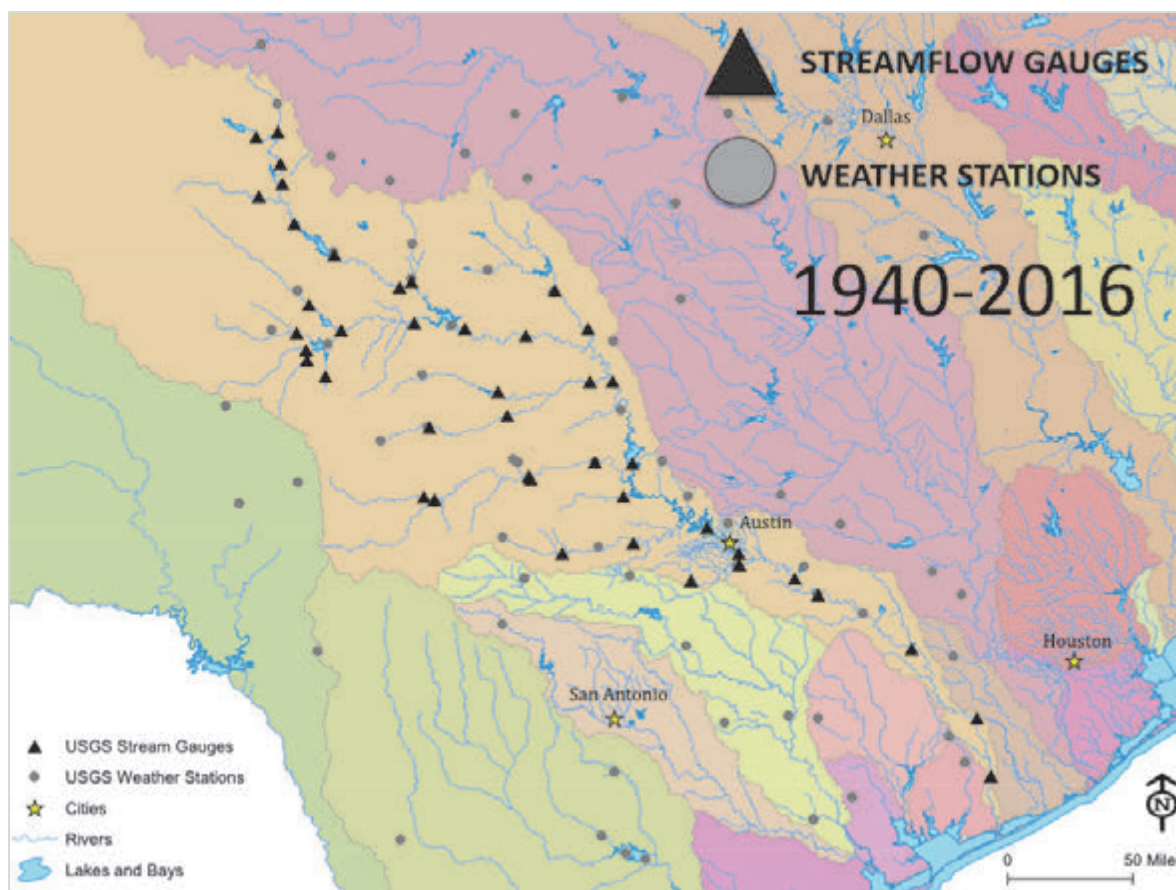 STREAMFLOW GAUGES
Dallas
WEATHER STATIONS
1940-2016
Austin
Houston
San Antonio
USGS Stream Gauges
USGS Weather Stations
Cities
Rivers
Lakes and Bays
N
0 50 Mile